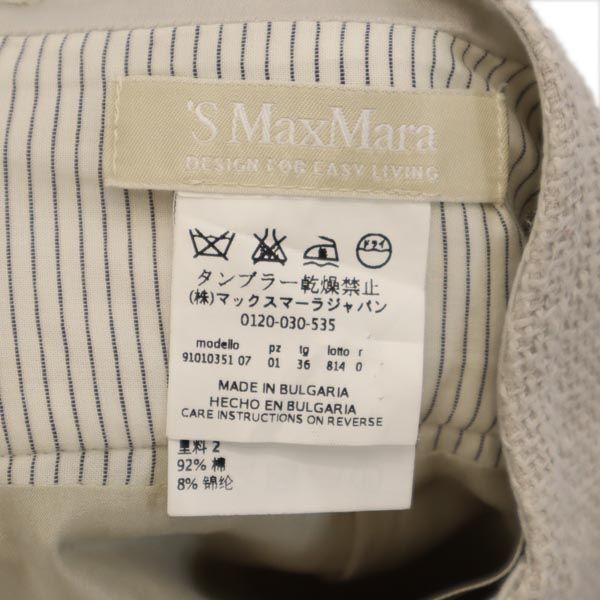 'S MaxMara
DESIGN FOR EASY LIVING
ドライ
タンブラー乾燥禁止
(株)マックスマーラジャパン
0120-030-535
modello pz tg lotto r
91010351 07 01 36 814 0
MADE IN BULGARIA
HECHO EN BULGARIA
CARE INSTRUCTIONS ON REVERSE
里料 2
92% 棉
8% 锦纶